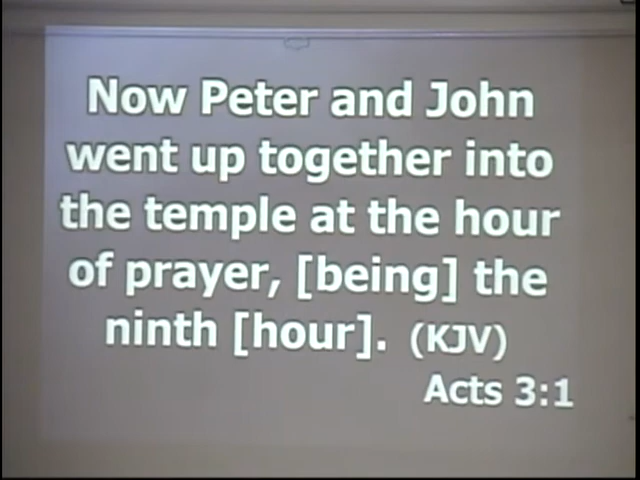 Now Peter and John
went up together into
the temple at the hour
of prayer, [being] the
ninth [hour]. (KJV)
Acts 3:1